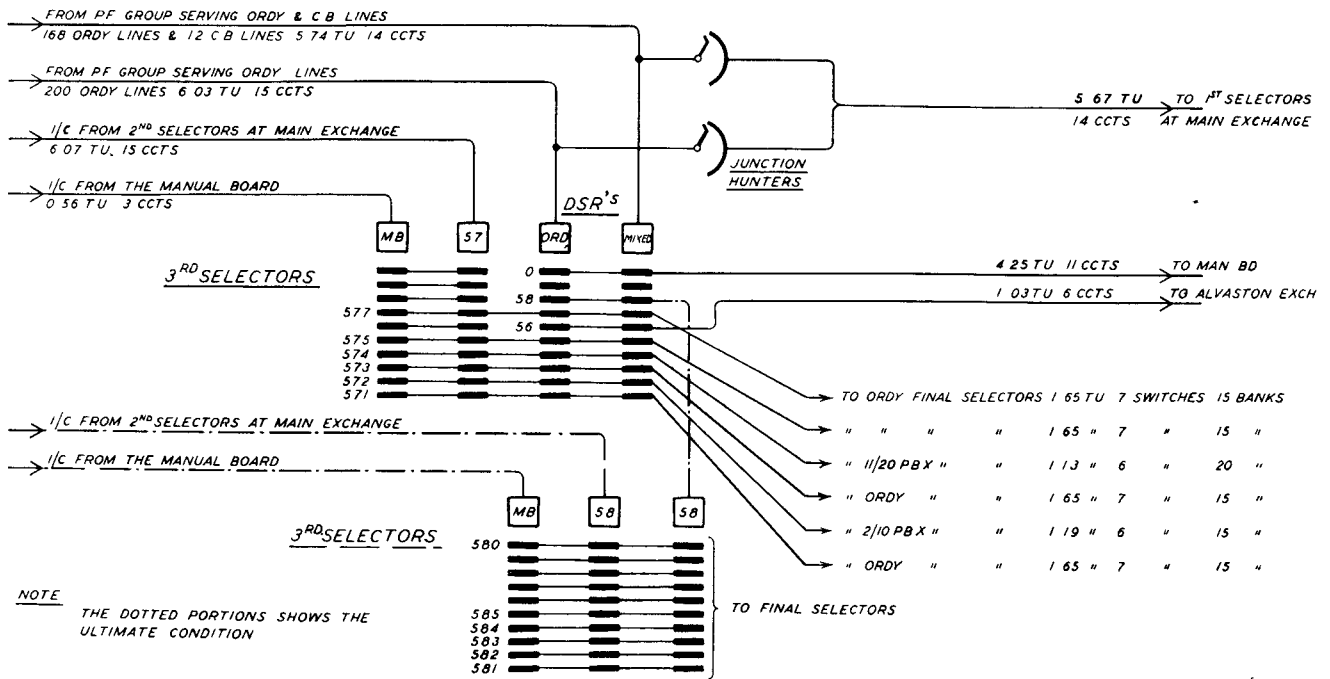 FROM PF GROUP SERVING ORDY & C B LINES
168 ORDY LINES & 12 C B LINES 5 74 TU 14 CCTS
FROM PF GROUP SERVING ORDY LINES
200 ORDY LINES 6 03 TU 15 CCTS
I/C FROM 2ND SELECTORS AT MAIN EXCHANGE
6 07 TU. 15 CCTS
I/C FROM THE MANUAL BOARD
0 56 TU 3 CCTS
5 67 TU TO 1ST SELECTORS
14 CCTS AT MAIN EXCHANGE
JUNCTION
HUNTERS
DSR'S
MB 57 ORD. MIXED
3RD SELECTORS
0
58
577
56
575
574
573
572
571
4 25 TU 11 CCTS TO MAN BD
1 03 TU 6 CCTS TO ALVASTON EXCH
TO ORDY FINAL SELECTORS 1 65 TU 7 SWITCHES 15 BANKS
" " " " 1 65 " 7 " 15 "
" 11/20 PBX " " 1 13 " 6 " 20 "
" ORDY " " 1 65 " 7 " 15 "
" 2/10 PBX " " 1 19 " 6 " 15 "
" ORDY " " 1 65 " 7 " 15 "
I/C FROM 2ND SELECTORS AT MAIN EXCHANGE
I/C FROM THE MANUAL BOARD
MB 58 58
3RD SELECTORS
580
585
584
583
582
581
TO FINAL SELECTORS
NOTE
THE DOTTED PORTIONS SHOWS THE
ULTIMATE CONDITION